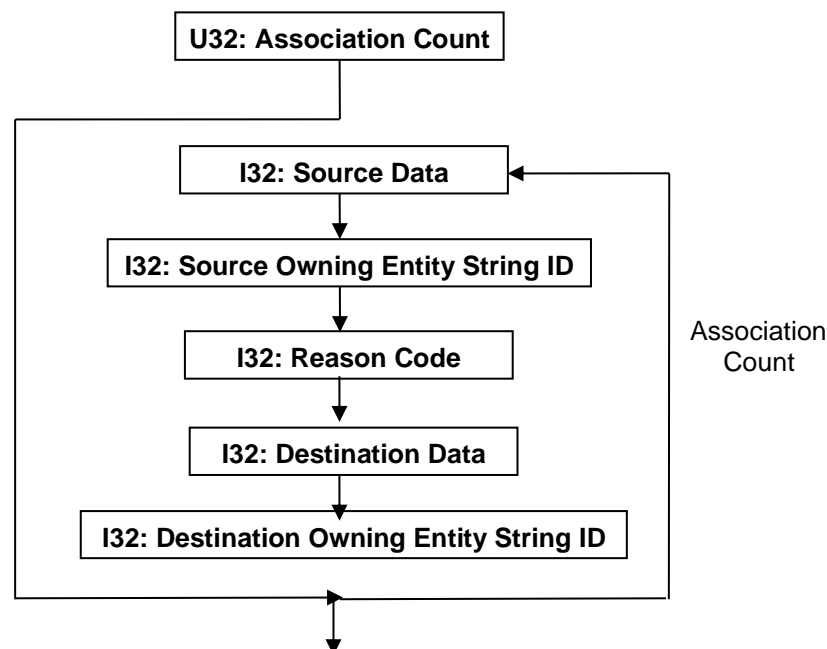 U32: Association Count
I32: Source Data
I32: Source Owning Entity String ID
I32: Reason Code
I32: Destination Data
I32: Destination Owning Entity String ID
Association
Count